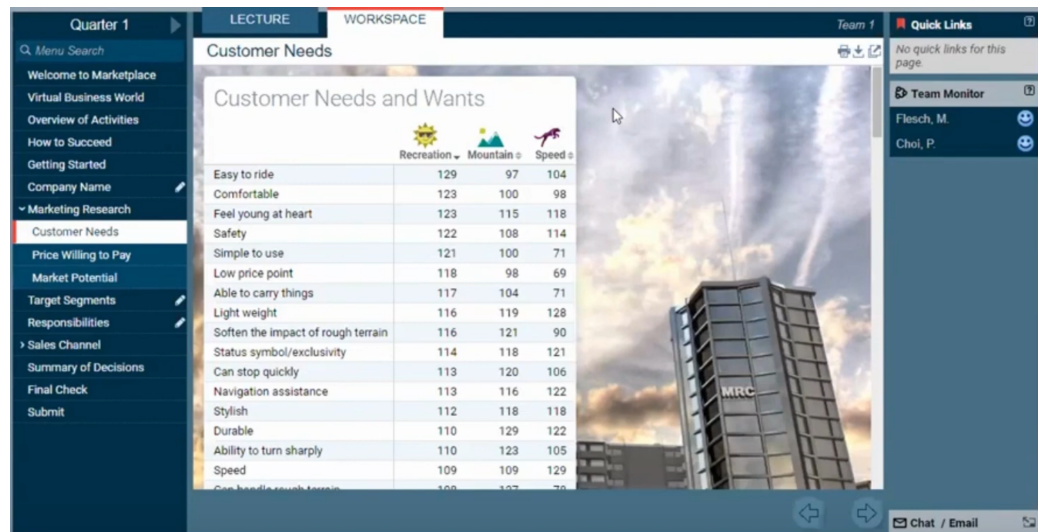 Quarter 1
Menu Search
Welcome to Marketplace
Virtual Business World
Overview of Activities
How to Succeed
Getting Started
Company Name
Marketing Research
Customer Needs
Price Willing to Pay
Market Potential
Target Segments
Responsibilities
Sales Channel
Summary of Decisions
Final Check
Submit
LECTURE WORKSPACE Team 1
Customer Needs
Customer Needs and Wants
Recreation Mountain Speed
Easy to ride 129 97 104
Comfortable 123 100 98
Feel young at heart 123 115 118
Safety 122 108 114
Simple to use 121 100 71
Low price point 118 98 69
Able to carry things 117 104 71
Light weight 116 119 128
Soften the impact of rough terrain 116 121 90
Status symbol/exclusivity 114 118 121
Can stop quickly 113 120 106
Navigation assistance 113 116 122
Stylish 112 118 118
Durable 110 129 122
Ability to turn sharply 110 123 105
Speed 109 109 129
Can handle rough terrain
MRC
Quick Links
No quick links for this
page.
Team Monitor
Flesch, M.
Choi, P.
Chat / Email